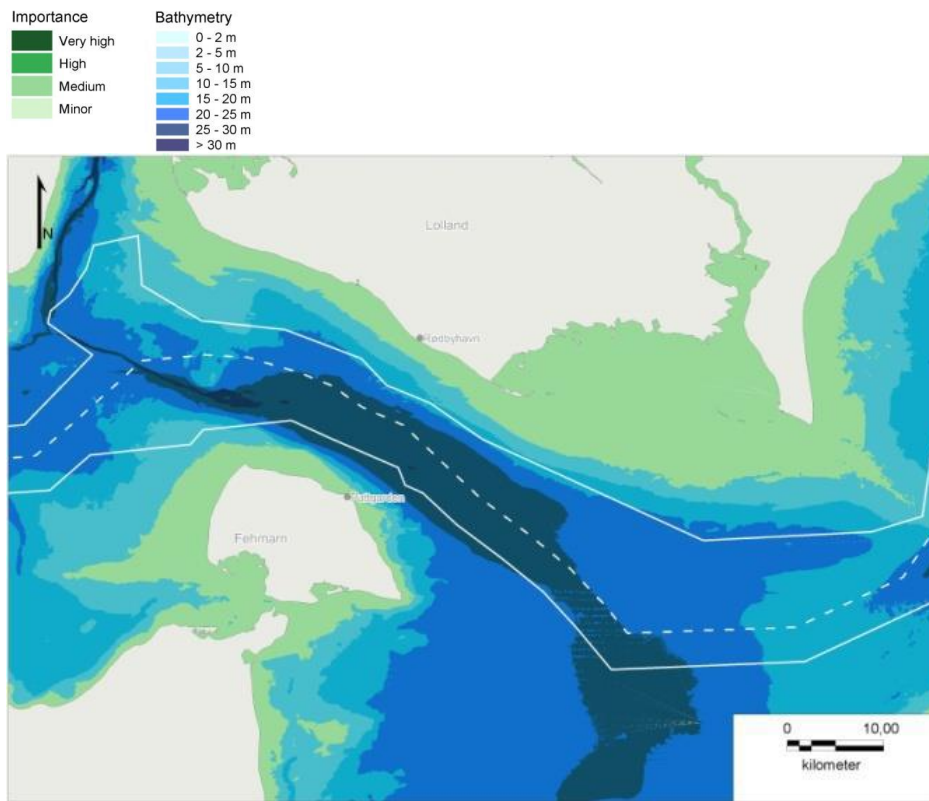 Importance
Very high
High
Medium
Minor
Bathymetry
0 - 2 m
2 - 5 m
5 - 10 m
10 - 15 m
15 - 20 m
20 - 25 m
25 - 30 m
> 30 m
N
Lolland
Rødbyhavn
Puttgarden
Fehmarn
0 10,00
kilometer